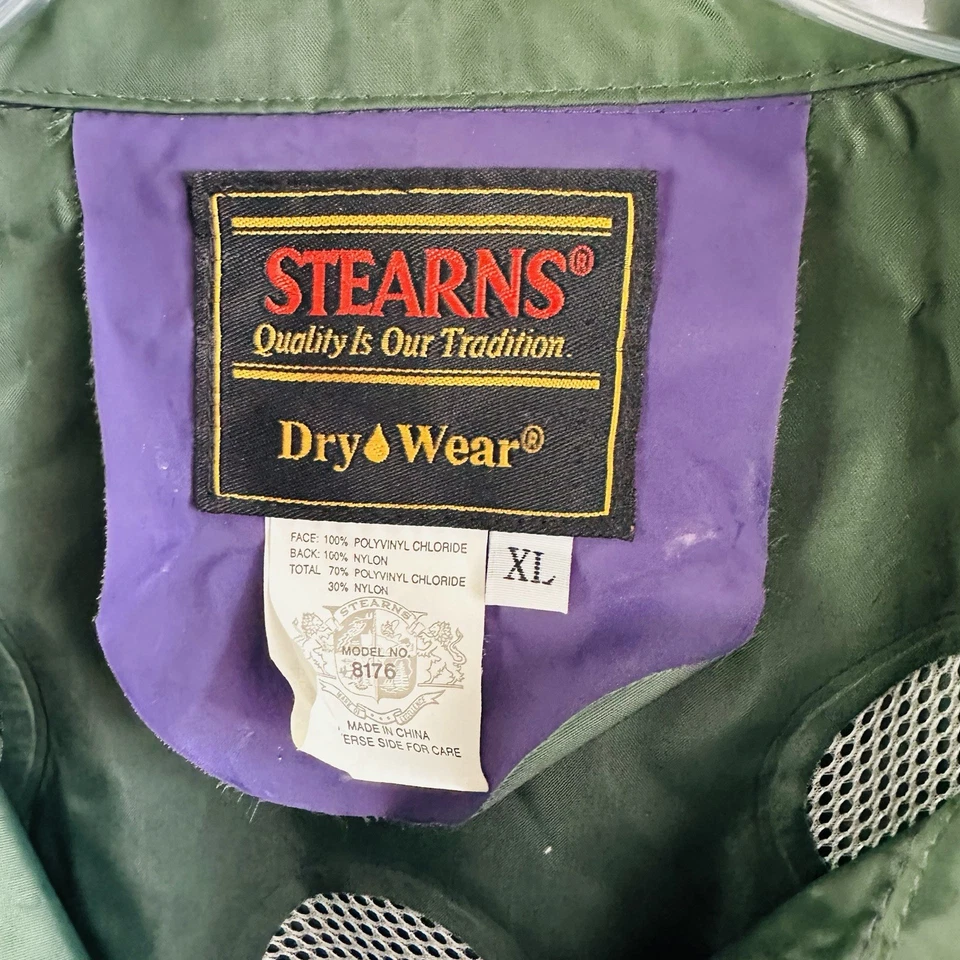 STEARNS®
Quality Is Our Tradition.
Dry Wear®
FACE: 100% POLYVINYL CHLORIDE
BACK: 100% NYLON
TOTAL 70% POLYVINYL CHLORIDE
30% NYLON
XL
STEARNS
MODEL NO.
8176
MADE IN CHINA
ERSE SIDE FOR CARE